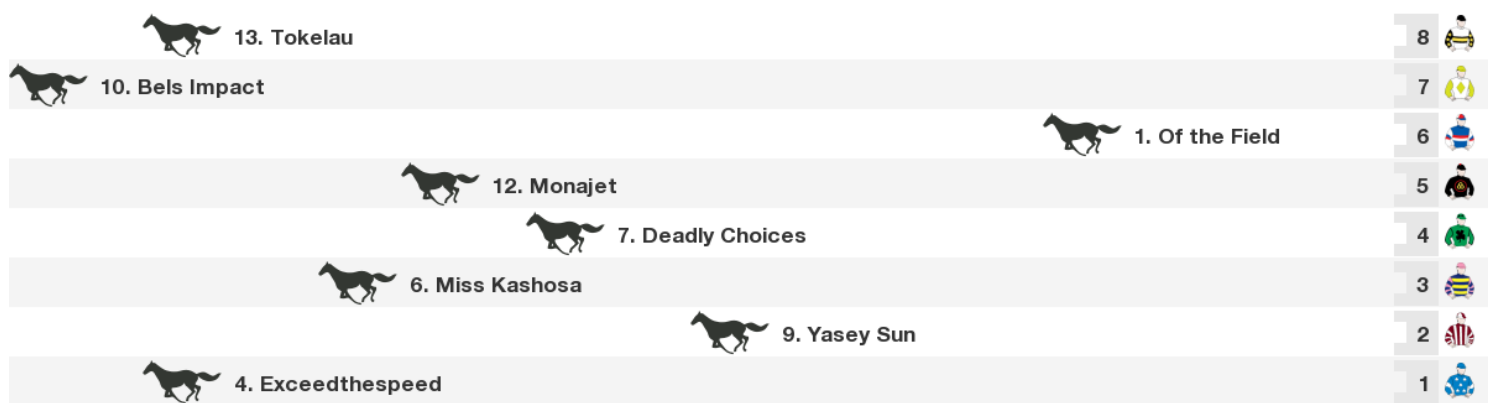 13. Tokelau 8
10. Bels Impact 7
1. Of the Field 6
12. Monajet 5
7. Deadly Choices 4
6. Miss Kashosa 3
9. Yasey Sun 2
4. Exceedthespeed 1